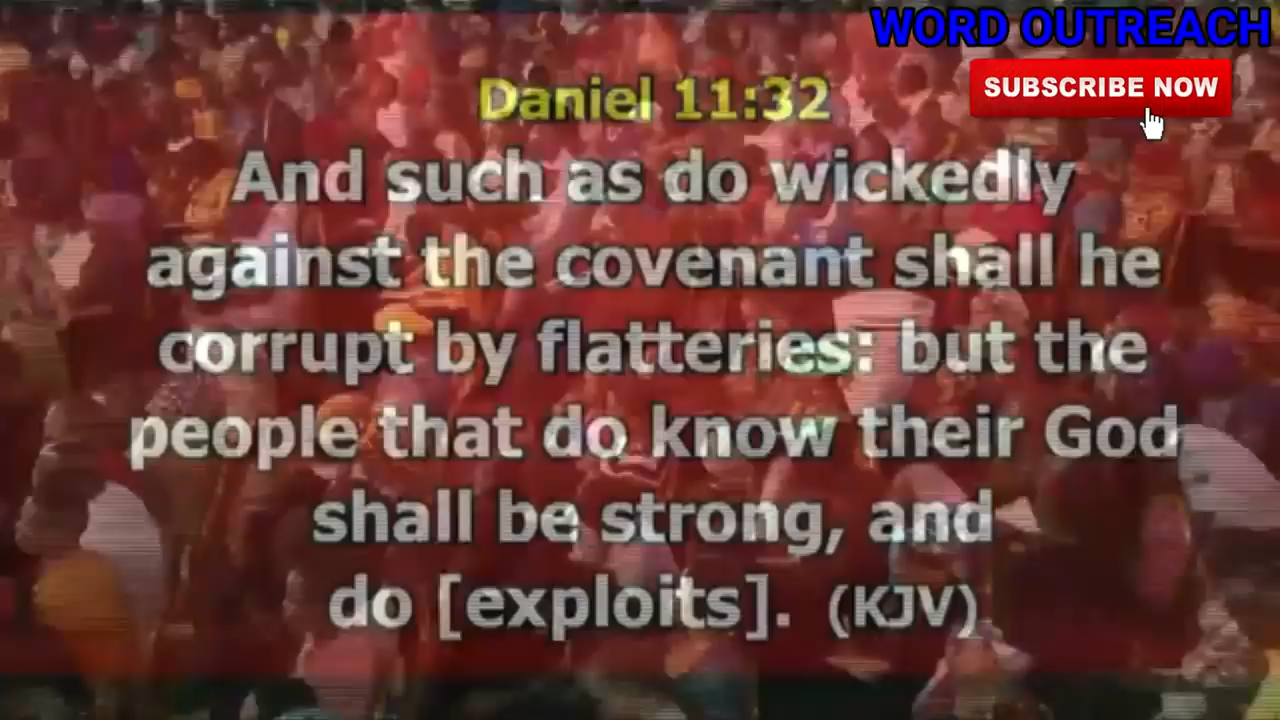 WORD OUTREACH
SUBSCRIBE NOW
Daniel 11:32
And such as do wickedly
against the covenant shall he
corrupt by flatteries: but the
people that do know their God
shall be strong, and
do [exploits]. (KJV)